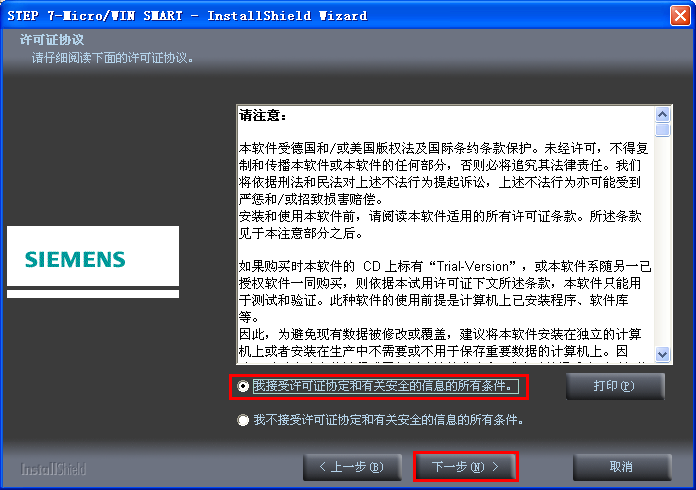 STEP 7-Micro/WIN SMART - InstallShield Wizard
许可证协议
请仔细阅读下面的许可证协议。
请注意:
本软件受德国和/或美国版权法及国际条约条款保护。未经许可，不得复
制和传播本软件或本软件的任何部分，否则必将追究其法律责任。我们
将依据刑法和民法对上述不法行为提起诉讼，上述不法行为亦可能受到
严惩和/或招致损害赔偿。
安装和使用本软件前，请阅读本软件适用的所有许可证条款。所述条款
见于本注意部分之后。
如果购买时本软件的 CD 上标有“Trial-Version”，或本软件系随另一已
授权软件一同购买，则依据本试用许可证下文所述条款，本软件只能用
于测试和验证。此种软件的使用前提是计算机上已安装程序、软件库
等。
因此，为避免现有数据被修改或覆盖，建议将本软件安装在独立的计算
机上或者安装在生产中不需要或不用于保存重要数据的计算机上。因
SIEMENS
我接受许可证协定和有关安全的信息的所有条件。
打印(P)
我不接受许可证协定和有关安全的信息的所有条件。
InstallShield
< 上一步(B)
下一步(N) >
取消